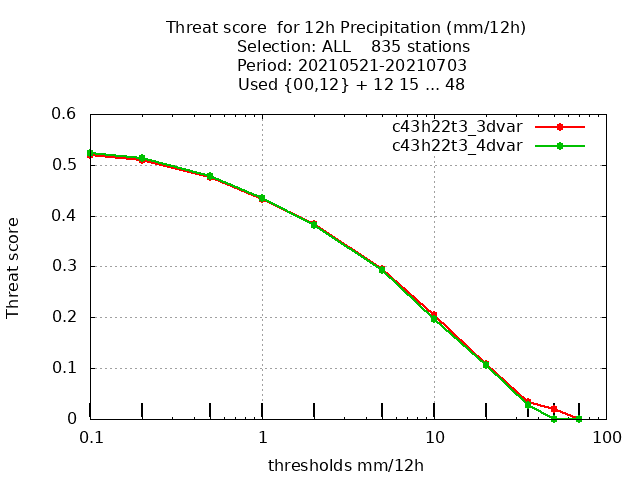 Threat score  for 12h Precipitation (mm/12h)
Selection: ALL    835 stations
Period: 20210521-20210703
Used {00,12} + 12 15 ... 48
c43h22t3_3dvar
c43h22t3_4dvar
Threat score
0.6
0.5
0.4
0.3
0.2
0.1
0
0.1
1
10
100
thresholds mm/12h